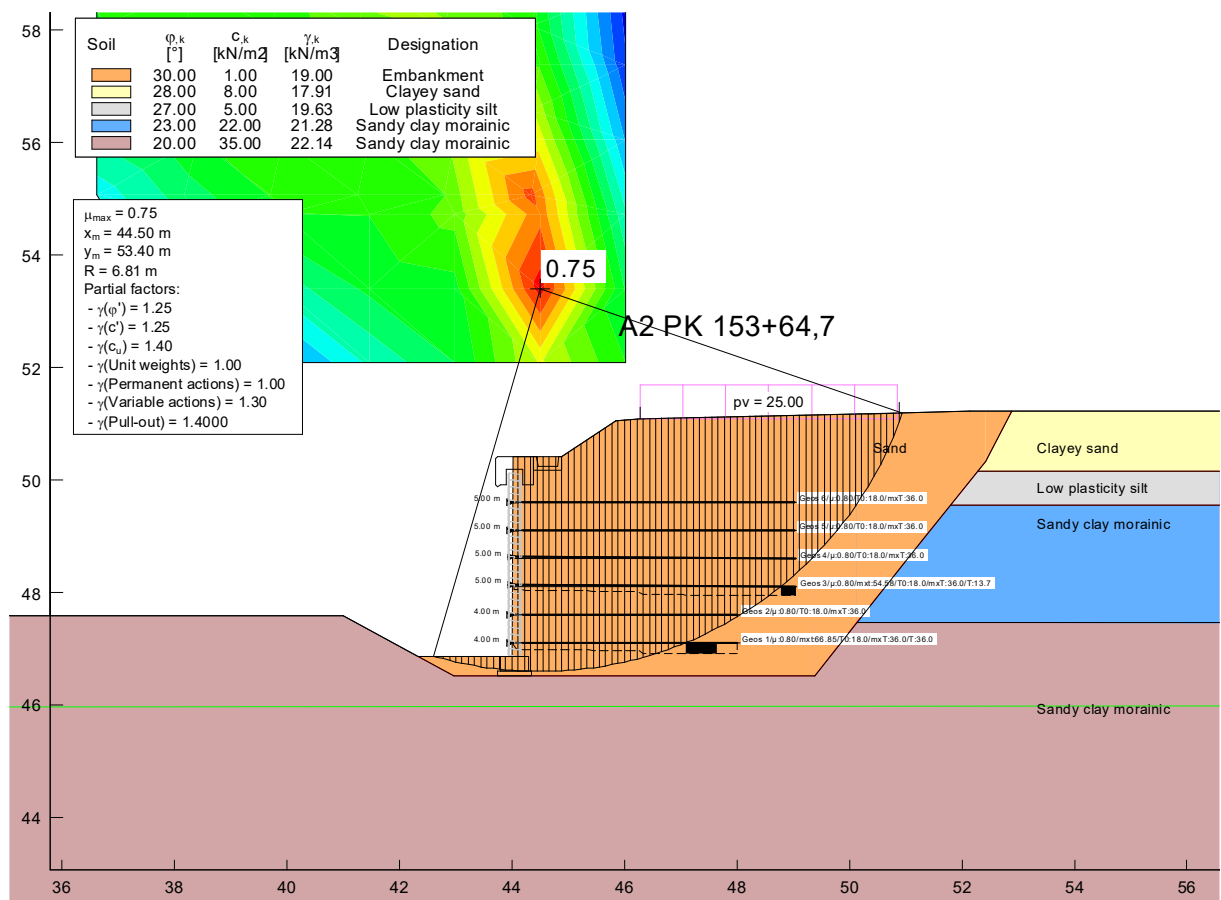 58
56
54
52
50
48
46
44
36 38 40 42 44 46 48 50 52 54 56
Soil φ,k [°] c,k [kN/m2] γ,k [kN/m3] Designation
30.00 1.00 19.00 Embankment
28.00 8.00 17.91 Clayey sand
27.00 5.00 19.63 Low plasticity silt
23.00 22.00 21.28 Sandy clay morainic
20.00 35.00 22.14 Sandy clay morainic
μmax = 0.75
xm = 44.50 m
ym = 53.40 m
R = 6.81 m
Partial factors:
- γ(φ') = 1.25
- γ(c') = 1.25
- γ(cu) = 1.40
- γ(Unit weights) = 1.00
- γ(Permanent actions) = 1.00
- γ(Variable actions) = 1.30
- γ(Pull-out) = 1.4000
0.75
A2 PK 153+64,7
pv = 25.00
Sand
Clayey sand
Low plasticity silt
Sandy clay morainic
Sandy clay morainic
5.00 m
Geos 6/μ:0.80/T0:18.0/mxT:36.0
5.00 m
Geos 5/μ:0.80/T0:18.0/mxT:36.0
5.00 m
Geos 4/μ:0.80/T0:18.0/mxT:36.0
5.00 m
Geos 3/μ:0.80/mxt:54.58/T0:18.0/mxT:36.0/T:13.7
4.00 m
Geos 2/μ:0.80/T0:18.0/mxT:36.0
4.00 m
Geos 1/μ:0.80/mxt:66.85/T0:18.0/mxT:36.0/T:36.0